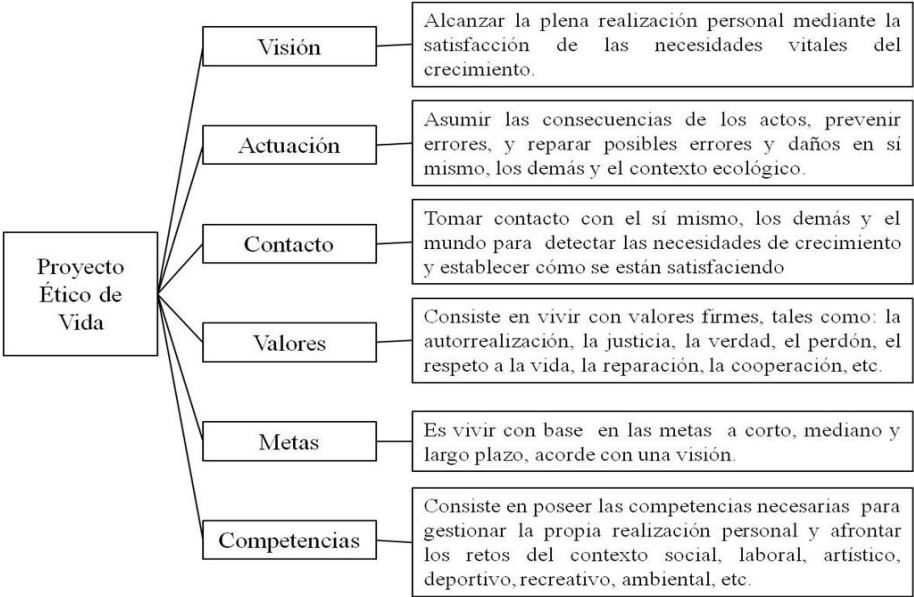 Proyecto
Ético de
Vida
Visión
Alcanzar la plena realización personal mediante la
satisfacción de las necesidades vitales del
crecimiento.
Actuación
Asumir las consecuencias de los actos, prevenir
errores, y reparar posibles errores y daños en sí
mismo, los demás y el contexto ecológico.
Contacto
Tomar contacto con el sí mismo, los demás y el
mundo para detectar las necesidades de crecimiento
y establecer cómo se están satisfaciendo
Valores
Consiste en vivir con valores firmes, tales como: la
autorrealización, la justicia, la verdad, el perdón, el
respeto a la vida, la reparación, la cooperación, etc.
Metas
Es vivir con base en las metas a corto, mediano y
largo plazo, acorde con una visión.
Competencias
Consiste en poseer las competencias necesarias para
gestionar la propia realización personal y afrontar
los retos del contexto social, laboral, artístico,
deportivo, recreativo, ambiental, etc.